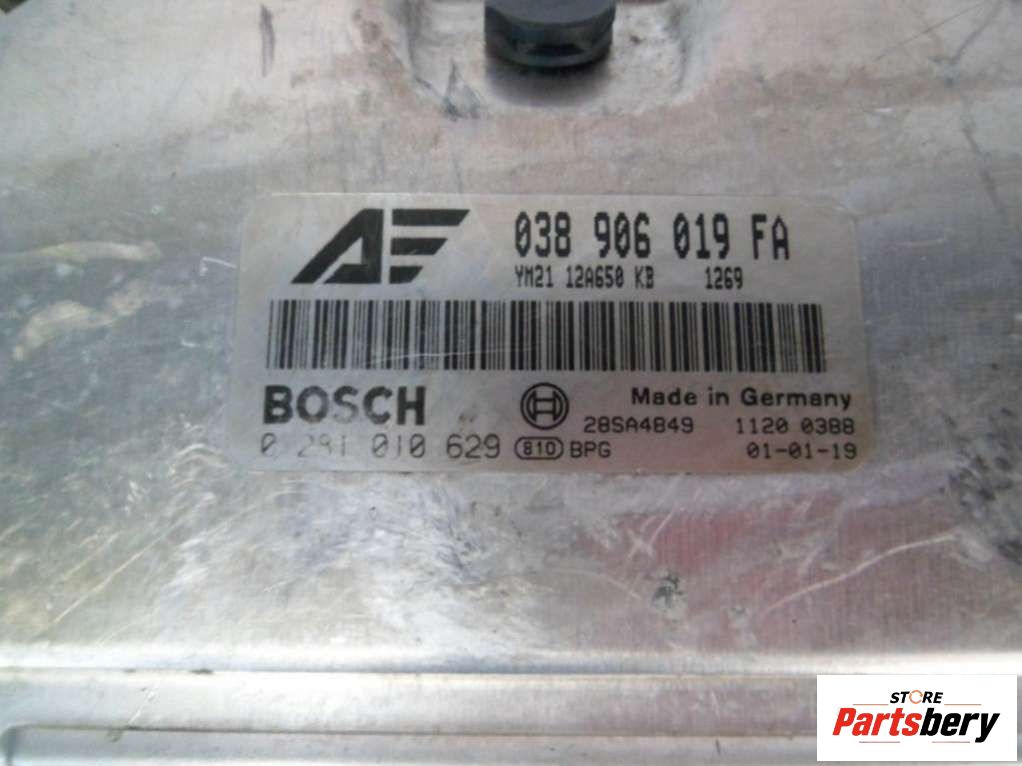 AF 038 906 019 FA
YM21 12A650 KB 1269
BOSCH Made in Germany
28SA4849 1120 0388
0 281 010 629 810 BPG 01-01-19
STORE
Partsbery